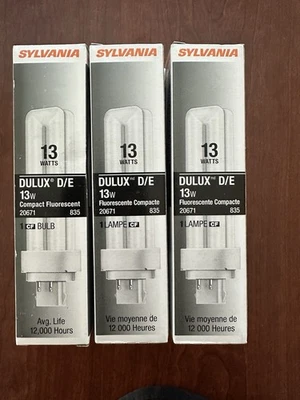 SYLVANIA
13
WATTS
DULUX® D/E
13W
Compact Fluorescent
20671 835
1 CF BULB
Avg. Life
12,000 Hours
SYLVANIA
13
WATTS
DULUX MC D/E
13W
Fluorescente Compacte
20671 835
1 LAMPE CF
Vie moyenne de
12 000 Heures
SYLVANIA
13
WATTS
DULUX MC D/E
13W
Fluorescente Compacte
20671 835
1 LAMPE CF
Vie moyenne de
12 000 Heures